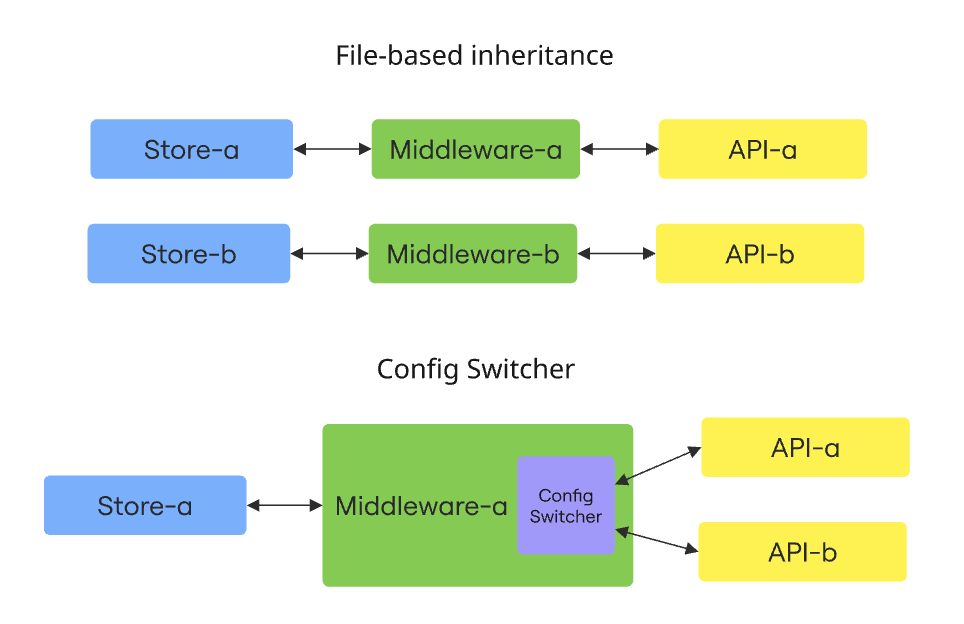 File-based inheritance
Store-a
Middleware-a
API-a
Store-b
Middleware-b
API-b
Config Switcher
Store-a
Middleware-a
Config
Switcher
API-a
API-b